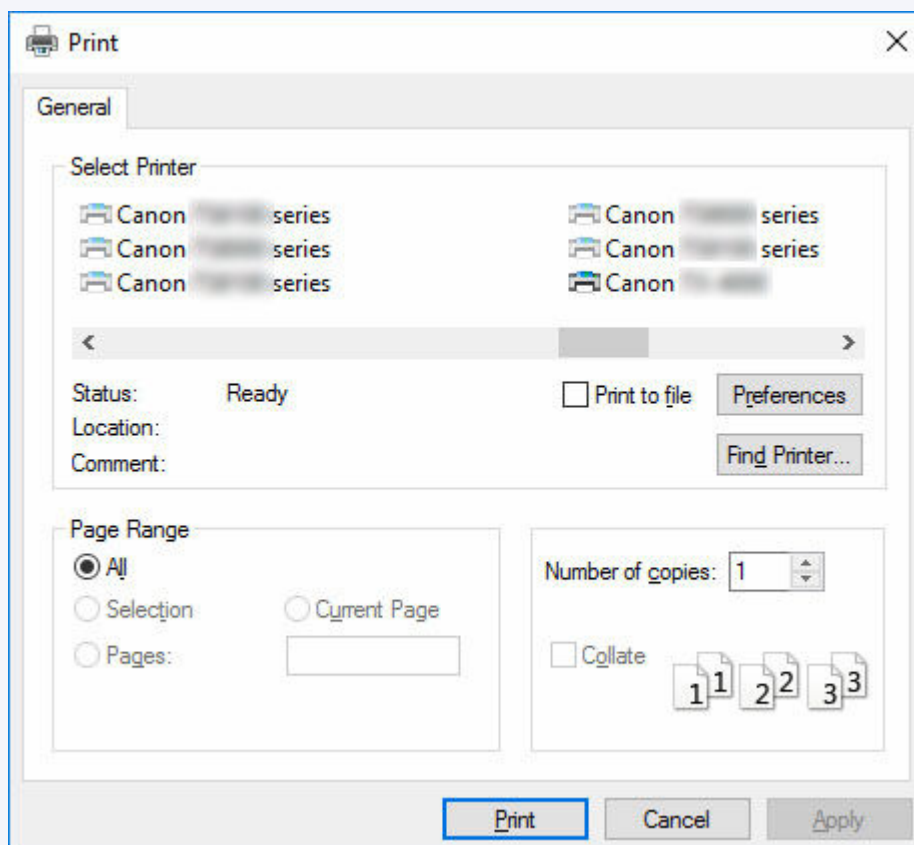 Print
General
Select Printer
Canon series
Canon series
Canon series
Canon series
Canon series
Canon
Status: Ready
Location:
Comment:
Print to file
Preferences
Find Printer...
Page Range
All
Selection
Current Page
Pages:
Number of copies: 1
Collate
1 1 2 2 3 3
Print
Cancel
Apply